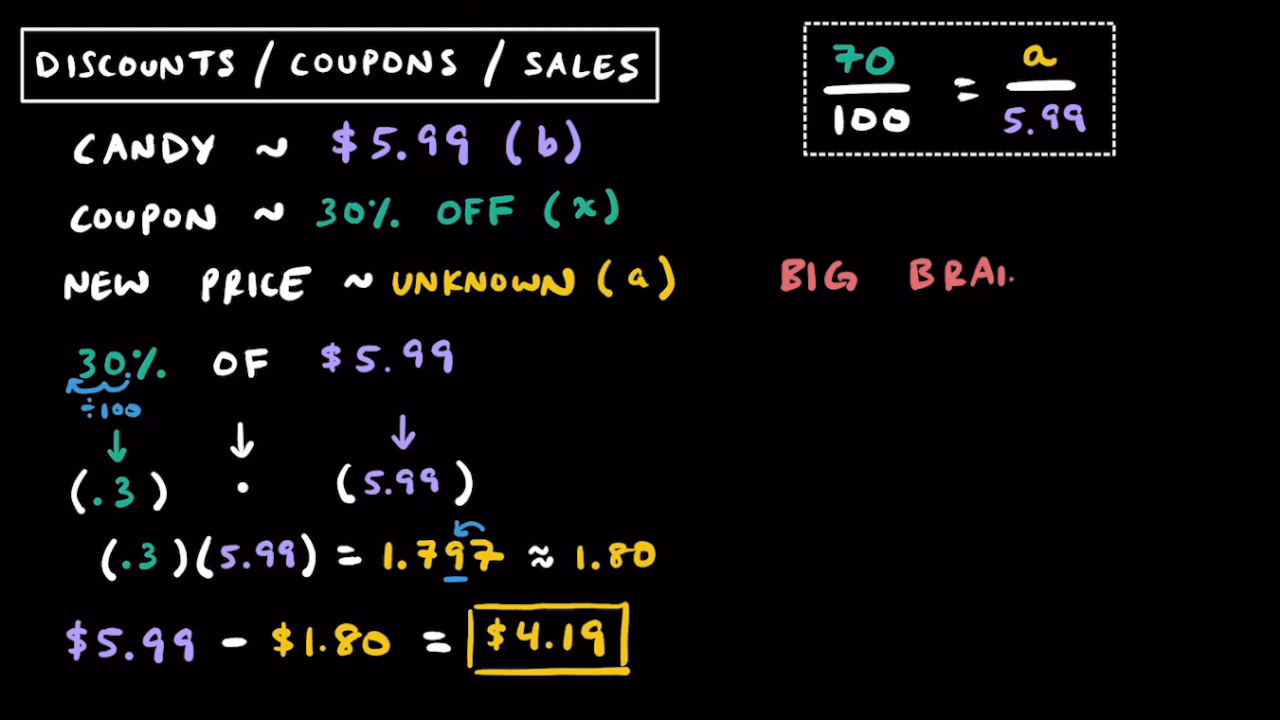 DISCOUNTS / COUPONS / SALES
CANDY ~ $5.99 (b)
COUPON ~ 30% OFF (x)
NEW PRICE ~ UNKNOWN (a)
30% OF $5.99
÷100
(.3) · (5.99)
(.3)(5.99) = 1.797 ≈ 1.80
$5.99 - $1.80 = $4.19
70/100 = a/5.99
BIG BRAI